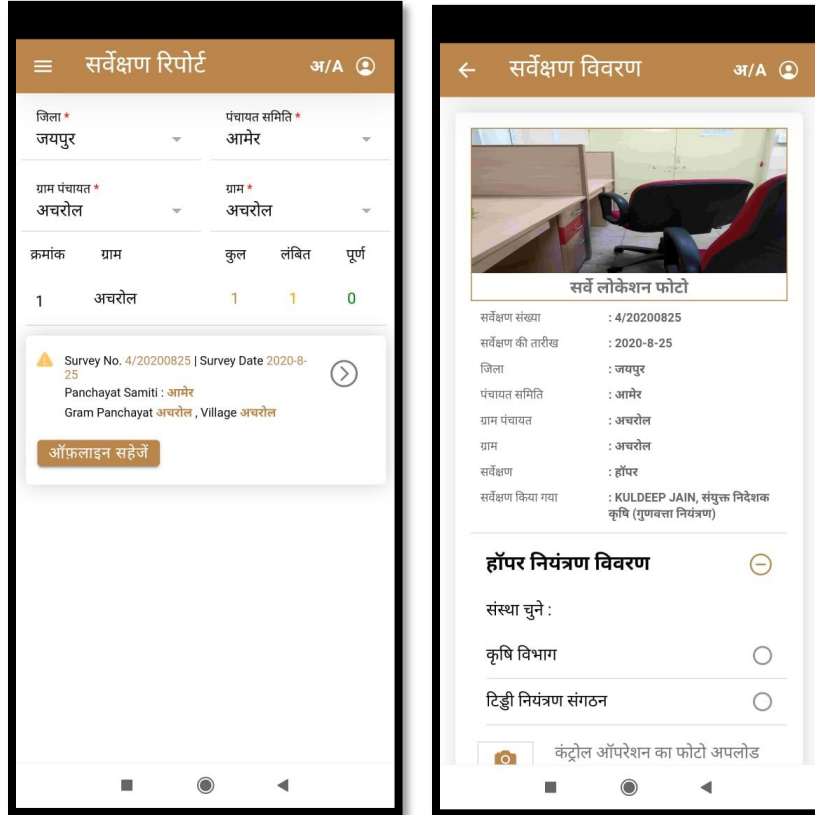 सर्वेक्षण रिपोर्ट अ/A
जिला * पंचायत समिति *
जयपुर आमेर
ग्राम पंचायत * ग्राम *
अचरोल अचरोल
क्रमांक ग्राम कुल लंबित पूर्ण
1 अचरोल 1 1 0
Survey No. 4/20200825 | Survey Date 2020-8-
25
Panchayat Samiti : आमेर
Gram Panchayat अचरोल , Village अचरोल
ऑफ़लाइन सहेजें
सर्वेक्षण विवरण अ/A
सर्वे लोकेशन फोटो
सर्वेक्षण संख्या : 4/20200825
सर्वेक्षण की तारीख : 2020-8-25
जिला : जयपुर
पंचायत समिति : आमेर
ग्राम पंचायत : अचरोल
ग्राम : अचरोल
सर्वेक्षण : हॉपर
सर्वेक्षण किया गया : KULDEEP JAIN, संयुक्त निदेशक
कृषि (गुणवत्ता नियंत्रण)
हॉपर नियंत्रण विवरण
संस्था चुने :
कृषि विभाग
टिड्डी नियंत्रण संगठन
कंट्रोल ऑपरेशन का फोटो अपलोड